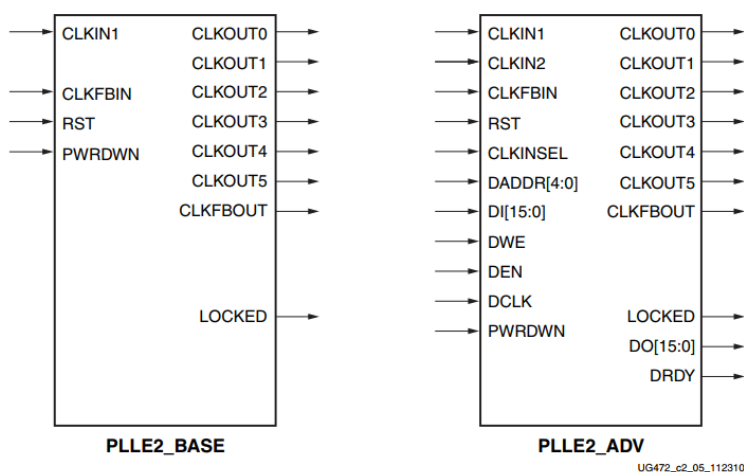 CLKIN1 CLKOUT0
CLKOUT1
CLKFBIN CLKOUT2
RST CLKOUT3
PWRDWN CLKOUT4
CLKOUT5
CLKFBOUT
LOCKED
PLLE2_BASE
CLKIN1 CLKOUT0
CLKIN2 CLKOUT1
CLKFBIN CLKOUT2
RST CLKOUT3
CLKINSEL CLKOUT4
DADDR[4:0] CLKOUT5
DI[15:0] CLKFBOUT
DWE
DEN
DCLK LOCKED
PWRDWN DO[15:0]
DRDY
PLLE2_ADV
UG472_c2_05_112310